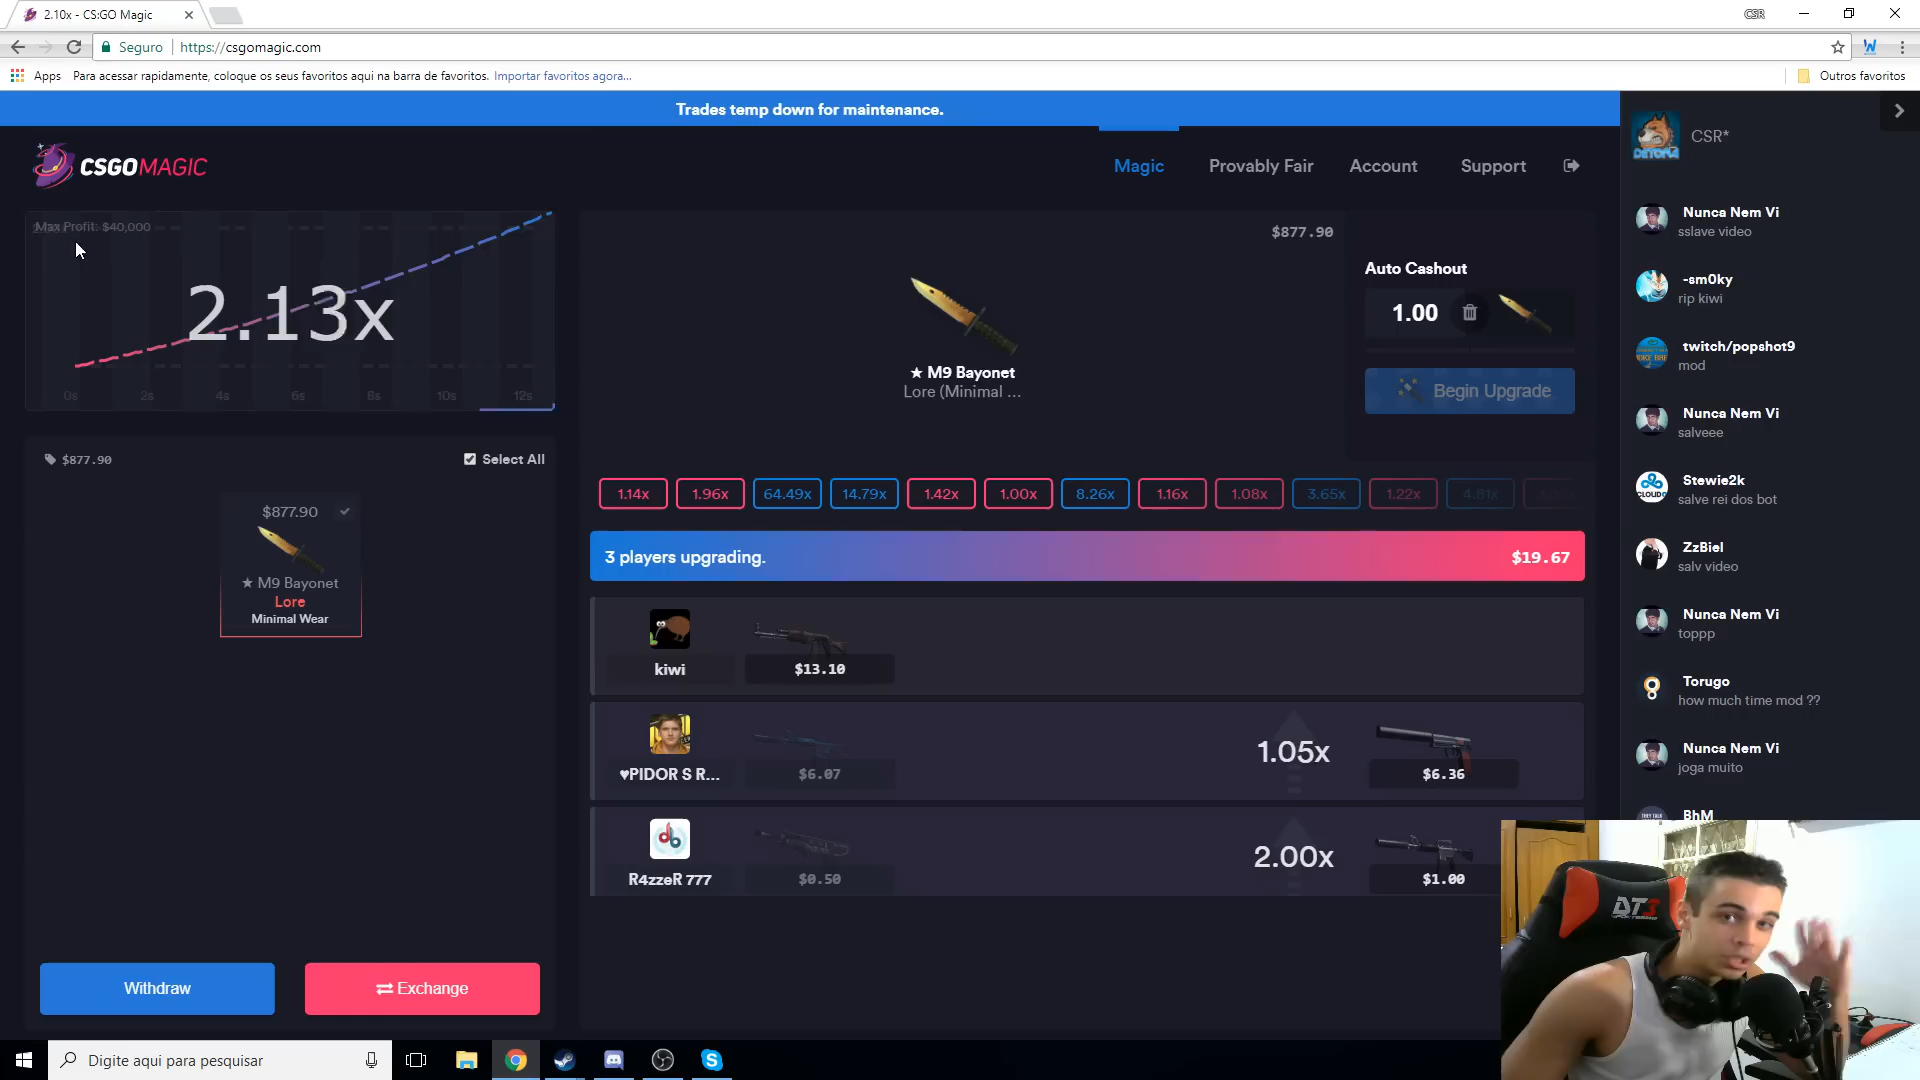 2.10x - CS:GO Magic
CSR
Seguro
https://csgomagic.com
Apps
Para acessar rapidamente, coloque os seus favoritos aqui na barra de favoritos. Importar favoritos agora...
Outros favoritos
Trades temp down for maintenance.
CSGOMAGIC
Magic
Provably Fair
Account
Support
Max Profit: $40,000
2.13x
0s 2s 4s 6s 8s 10s 12s
$877.90
Select All
$877.90
★ M9 Bayonet
Lore
Minimal Wear
Withdraw
Exchange
$877.90
★ M9 Bayonet
Lore (Minimal ...
Auto Cashout
1.00
Begin Upgrade
1.14x 1.96x 64.49x 14.79x 1.42x 1.00x 8.26x 1.16x 1.08x 3.65x 1.22x 4.81x
3 players upgrading.
$19.67
kiwi
$13.10
♥PIDOR S R...
$6.07
1.05x
$6.36
R4zzeR 777
$0.50
2.00x
$1.00
DETONA
CSR*
Nunca Nem Vi
sslave video
-sm0ky
rip kiwi
twitch/popshot9
mod
Nunca Nem Vi
salveee
CLOUD9
Stewie2k
salve rei dos bot
ZzBiel
salv video
Nunca Nem Vi
toppp
Torugo
how much time mod ??
Nunca Nem Vi
joga muito
BhM
DT3
Digite aqui para pesquisar